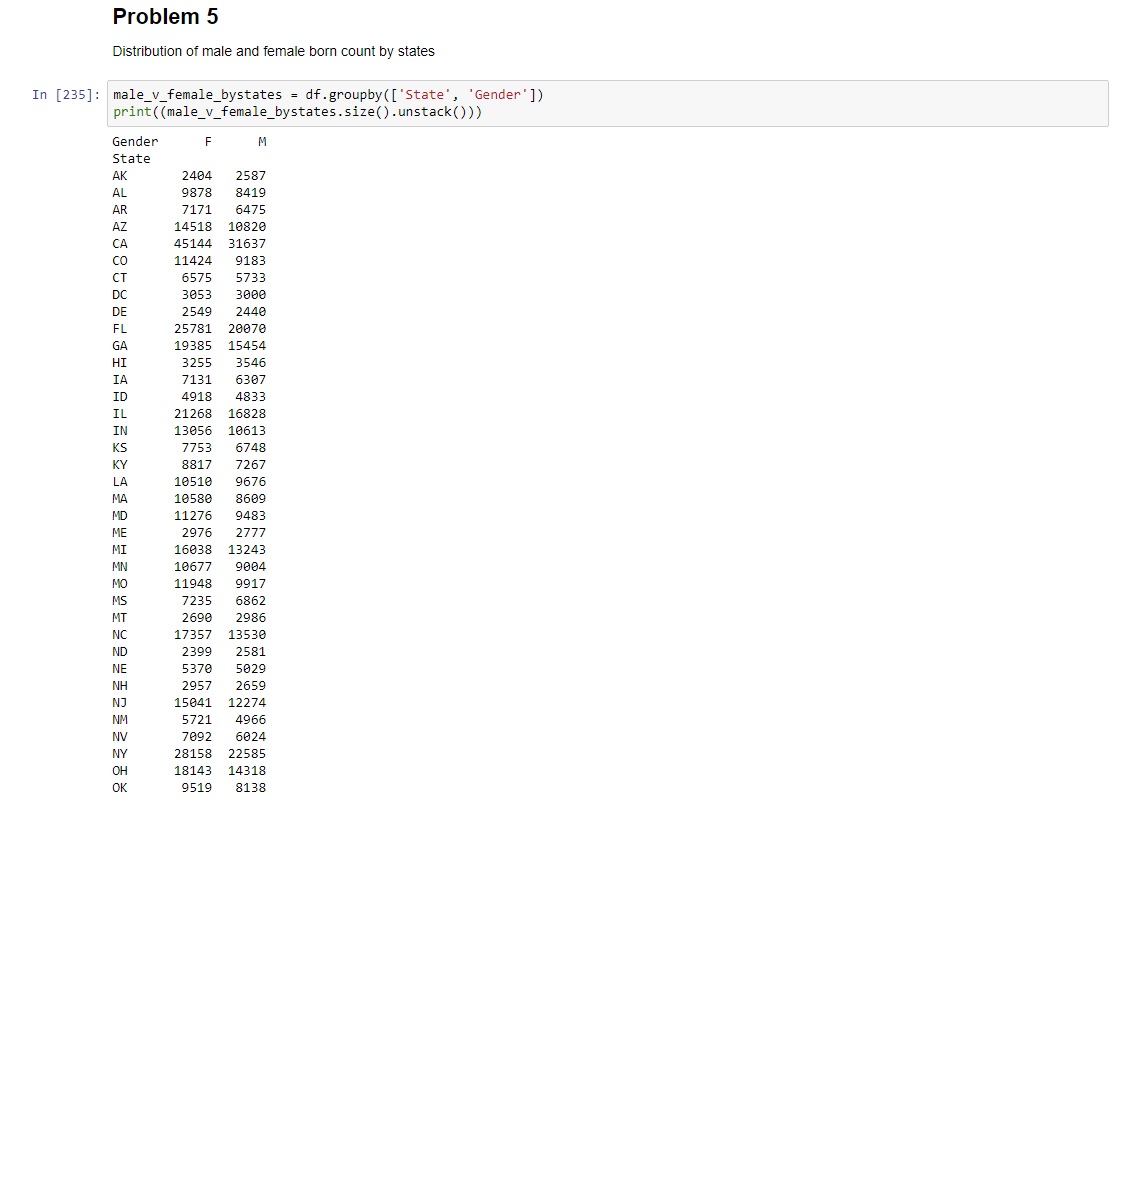 Problem 5
Distribution of male and female born count by states
In [235]: male_v_female_bystates = df.groupby(['State', 'Gender'])
print((male_v_female_bystates.size().unstack()))
Gender F M
State
AK 2404 2587
AL 9878 8419
AR 7171 6475
AZ 14518 10820
CA 45144 31637
CO 11424 9183
CT 6575 5733
DC 3053 3000
DE 2549 2440
FL 25781 20070
GA 19385 15454
HI 3255 3546
IA 7131 6307
ID 4918 4833
IL 21268 16828
IN 13056 10613
KS 7753 6748
KY 8817 7267
LA 10510 9676
MA 10580 8609
MD 11276 9483
ME 2976 2777
MI 16038 13243
MN 10677 9004
MO 11948 9917
MS 7235 6862
MT 2690 2986
NC 17357 13530
ND 2399 2581
NE 5370 5029
NH 2957 2659
NJ 15041 12274
NM 5721 4966
NV 7092 6024
NY 28158 22585
OH 18143 14318
OK 9519 8138